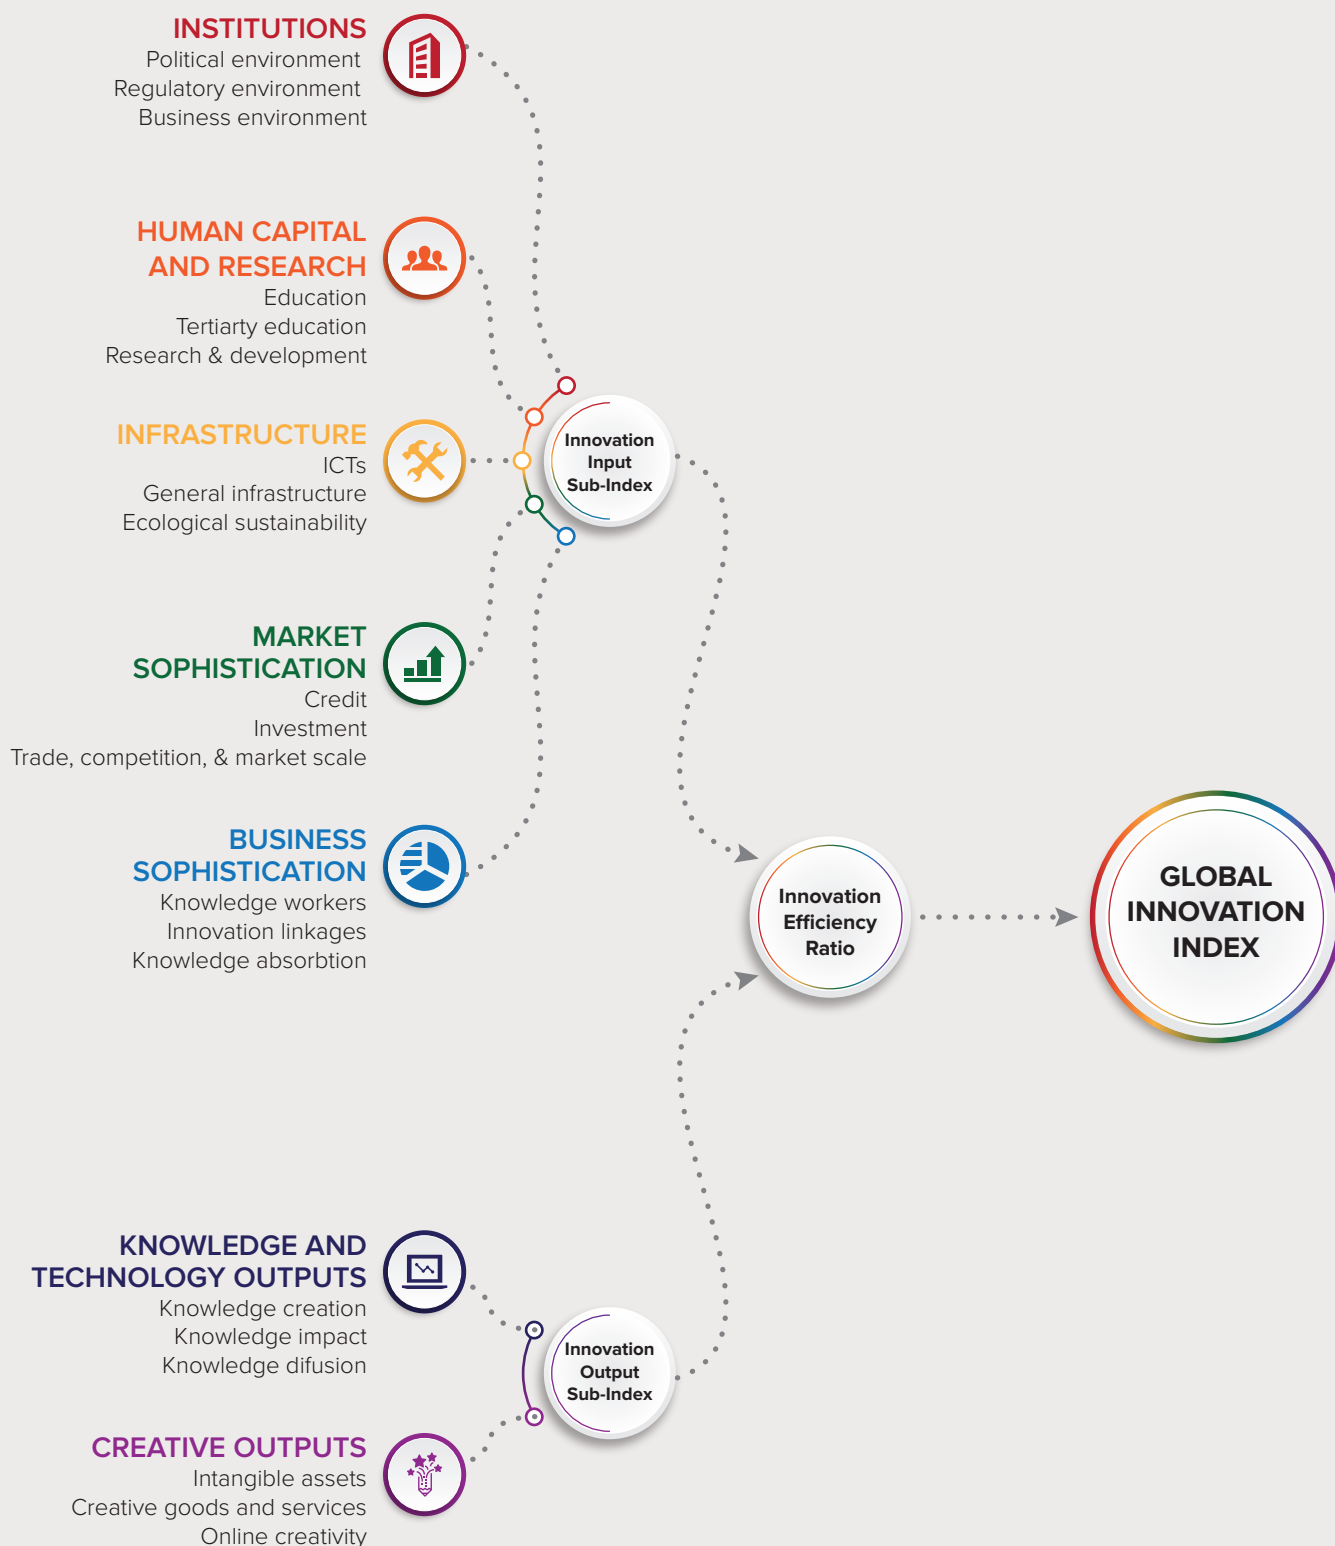 INSTITUTIONS
Political environment
Regulatory environment
Business environment
HUMAN CAPITAL
AND RESEARCH
Education
Tertiarty education
Research & development
INFRASTRUCTURE
ICTs
General infrastructure
Ecological sustainability
MARKET
SOPHISTICATION
Credit
Investment
Trade, competition, & market scale
BUSINESS
SOPHISTICATION
Knowledge workers
Innovation linkages
Knowledge absorbtion
KNOWLEDGE AND
TECHNOLOGY OUTPUTS
Knowledge creation
Knowledge impact
Knowledge difusion
CREATIVE OUTPUTS
Intangible assets
Creative goods and services
Online creativity
Innovation
Input
Sub-Index
Innovation
Output
Sub-Index
Innovation
Efficiency
Ratio
GLOBAL
INNOVATION
INDEX